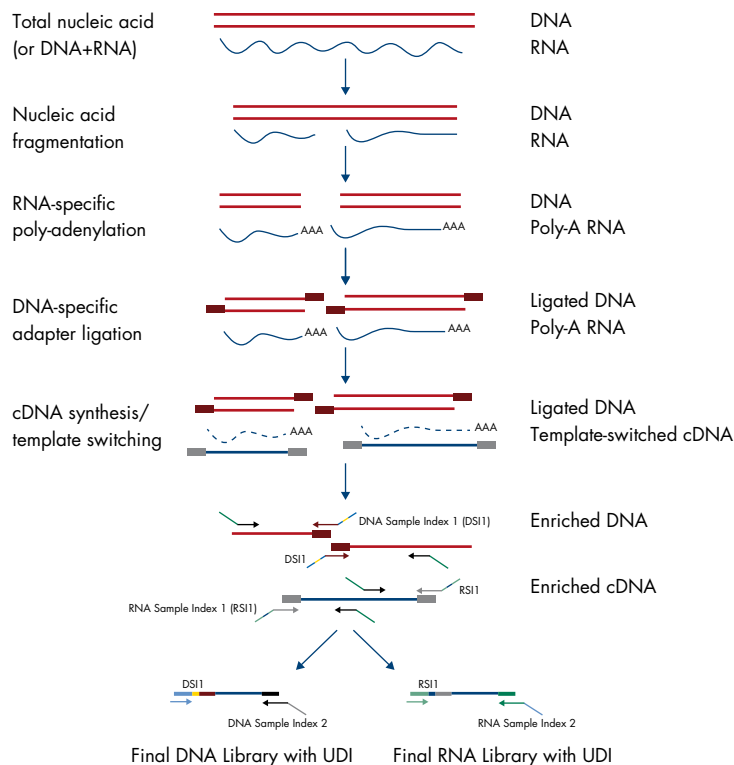 Total nucleic acid
(or DNA+RNA)
DNA
RNA
Nucleic acid
fragmentation
DNA
RNA
RNA-specific
poly-adenylation
AAA
AAA
DNA
Poly-A RNA
DNA-specific
adapter ligation
AAA
AAA
Ligated DNA
Poly-A RNA
cDNA synthesis/
template switching
AAA
AAA
Ligated DNA
Template-switched cDNA
DNA Sample Index 1 (DSI1)
Enriched DNA
DSI1
Enriched cDNA
RSI1
RNA Sample Index 1 (RSI1)
DSI1
DNA Sample Index 2
RSI1
RNA Sample Index 2
Final DNA Library with UDI
Final RNA Library with UDI